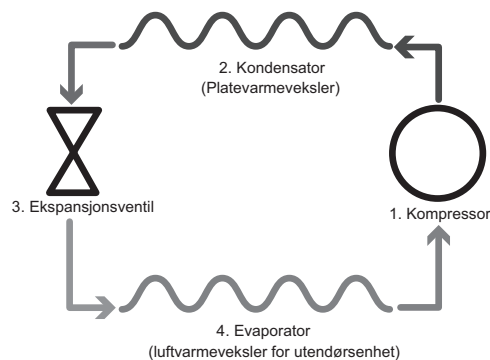 2. Kondensator
(Platevarmeveksler)
3. Ekspansjonsventil
1. Kompressor
4. Evaporator
(luftvarmeveksler for utendørsenhet)